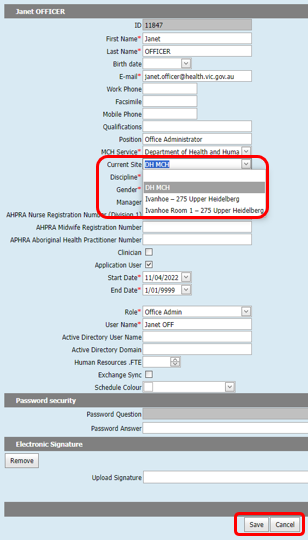 Janet OFFICER
ID 11847
First Name* Janet
Last Name* OFFICER
Birth date
E-mail* janet.officer@health.vic.gov.au
Work Phone
Facsimile
Mobile Phone
Qualifications
Position Office Administrator
MCH Service* Department of Health and Huma
Current Site DH MCH
Discipline*
Gender* DH MCH
Manager Ivanhoe – 275 Upper Heidelberg
AHPRA Nurse Registration Number (Division 1) Ivanhoe Room 1 – 275 Upper Heidelberg
AHPRA Midwife Registration Number
APHRA Aboriginal Health Practitioner Number
Clinician
Application User
Start Date* 11/04/2022
End Date* 1/01/9999
Role* Office Admin
User Name* Janet OFF
Active Directory User Name
Active Directory Domain
Human Resources .FTE
Exchange Sync
Schedule Colour
Password security
Password Question
Password Answer
Electronic Signature
Remove
Upload Signature
Save Cancel